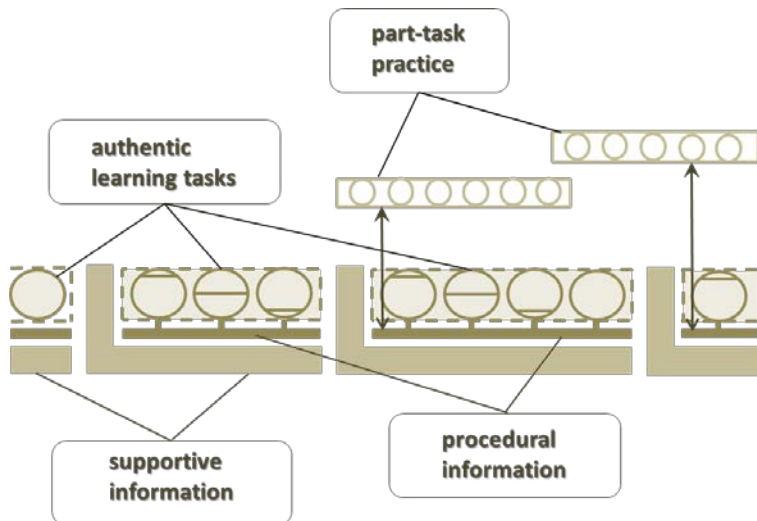 part-task
practice
authentic
learning tasks
supportive
information
procedural
information